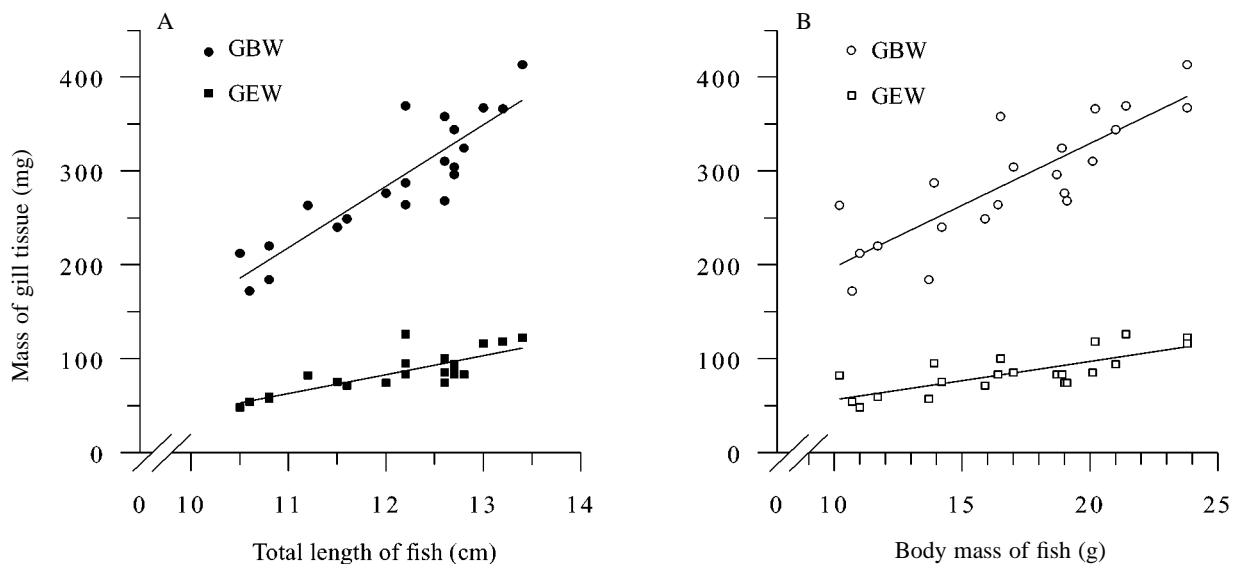 A
GBW
GEW
400
300
200
100
0
0 10 11 12 13 14
Total length of fish (cm)
Mass of gill tissue (mg)
B
GBW
GEW
400
300
200
100
0
0 10 15 20 25
Body mass of fish (g)